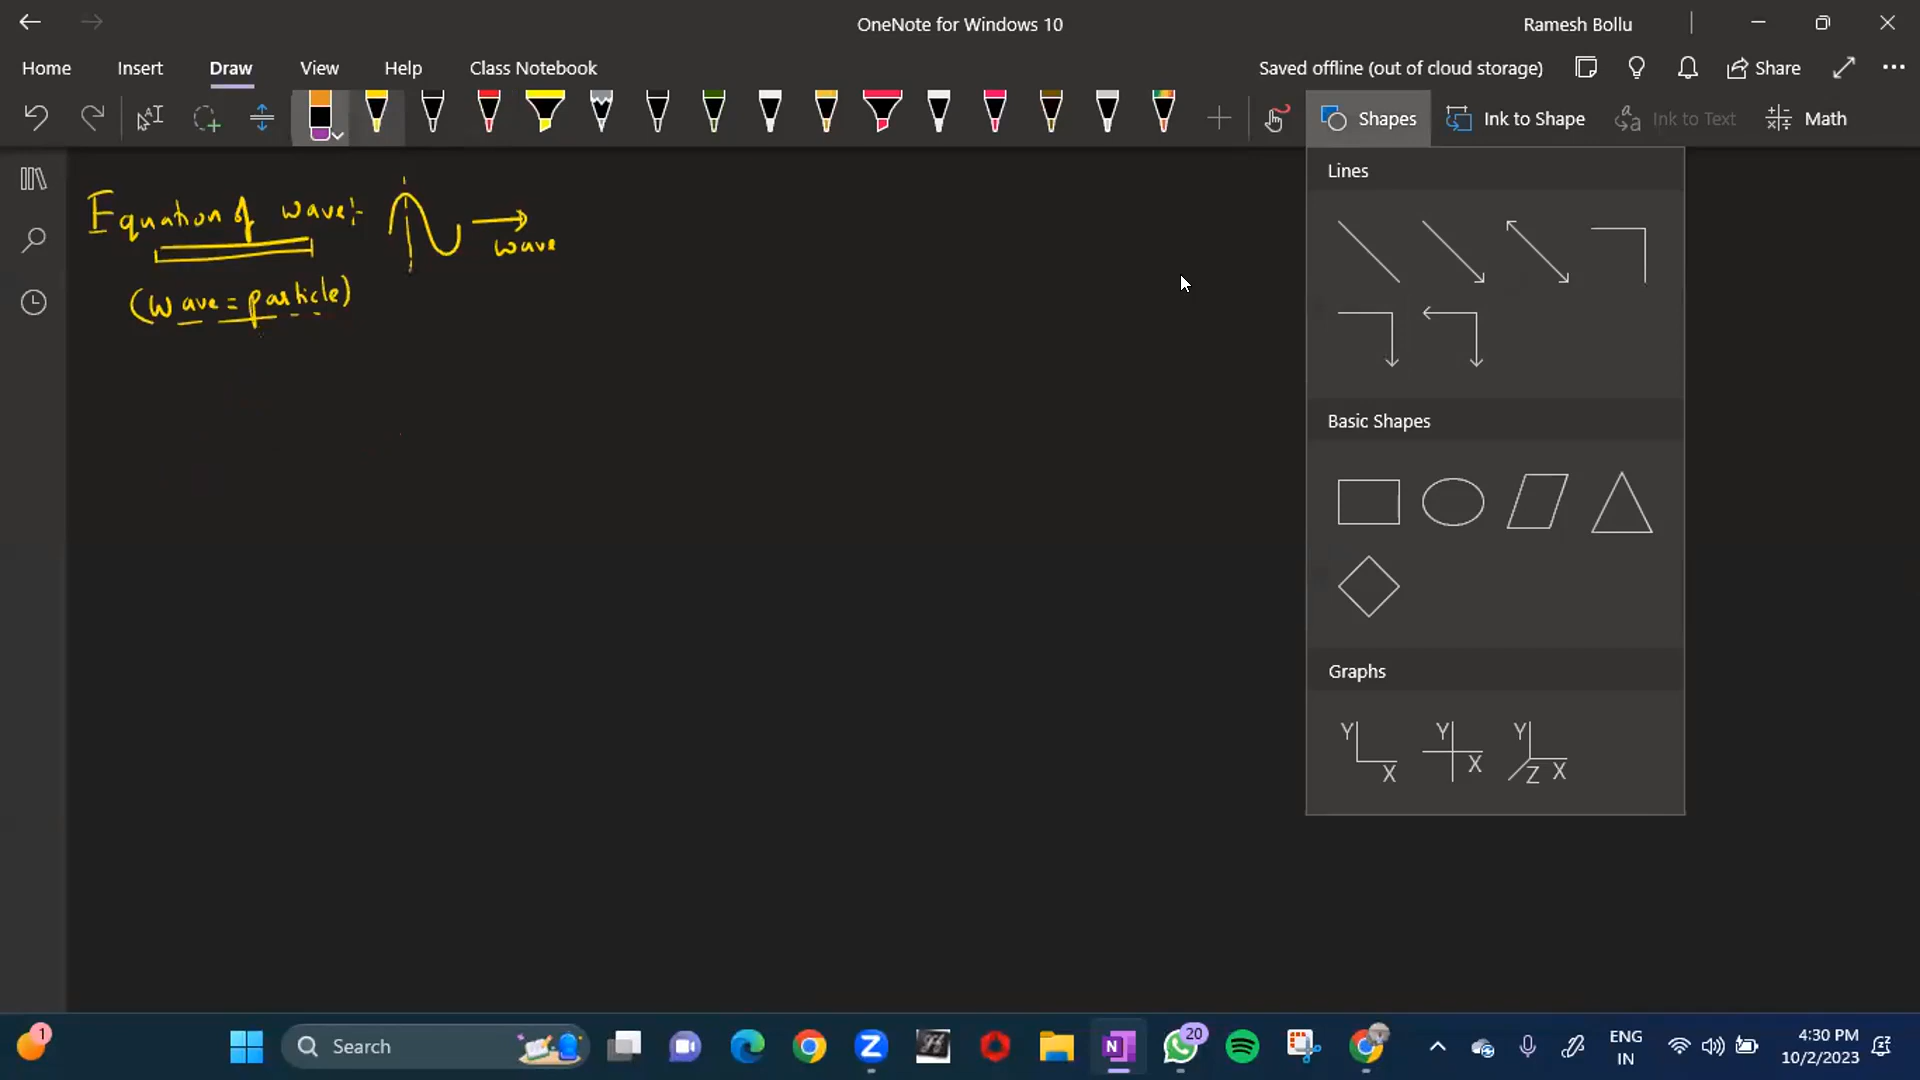 OneNote for Windows 10
Ramesh Bollu
Home Insert Draw View Help Class Notebook
Saved offline (out of cloud storage)
Share
Shapes
Ink to Shape
Ink to Text
Math
Lines
Equation of wave:-
wave
(wave = particle)
Basic Shapes
Graphs
Y X
Y X
Y Z X
1
Search
N
20
ENG
IN
4:30 PM
10/2/2023